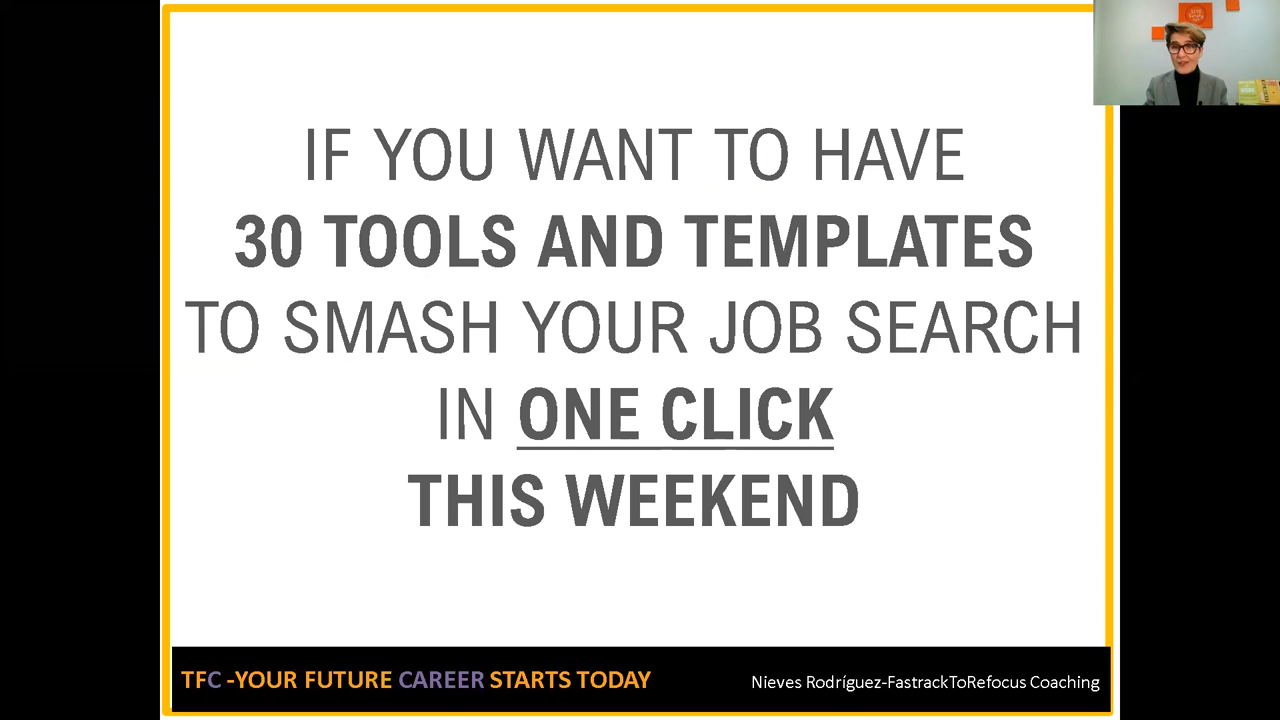 IF YOU WANT TO HAVE
30 TOOLS AND TEMPLATES
TO SMASH YOUR JOB SEARCH
IN ONE CLICK
THIS WEEKEND
TFC -YOUR FUTURE CAREER STARTS TODAY
Nieves Rodríguez-FastrackToRefocus Coaching